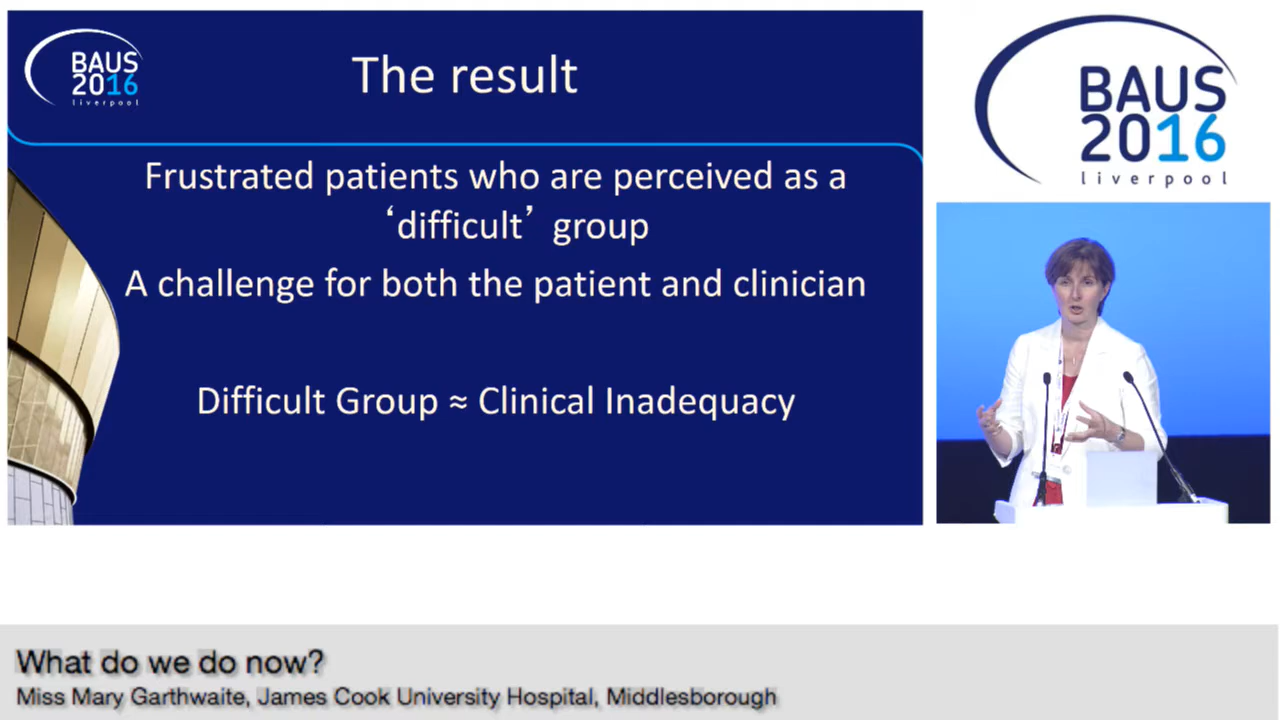 BAUS
2016
liverpool
The result
Frustrated patients who are perceived as a
‘difficult’ group
A challenge for both the patient and clinician
Difficult Group ≈ Clinical Inadequacy
BAUS
2016
liverpool
What do we do now?
Miss Mary Garthwaite, James Cook University Hospital, Middlesborough